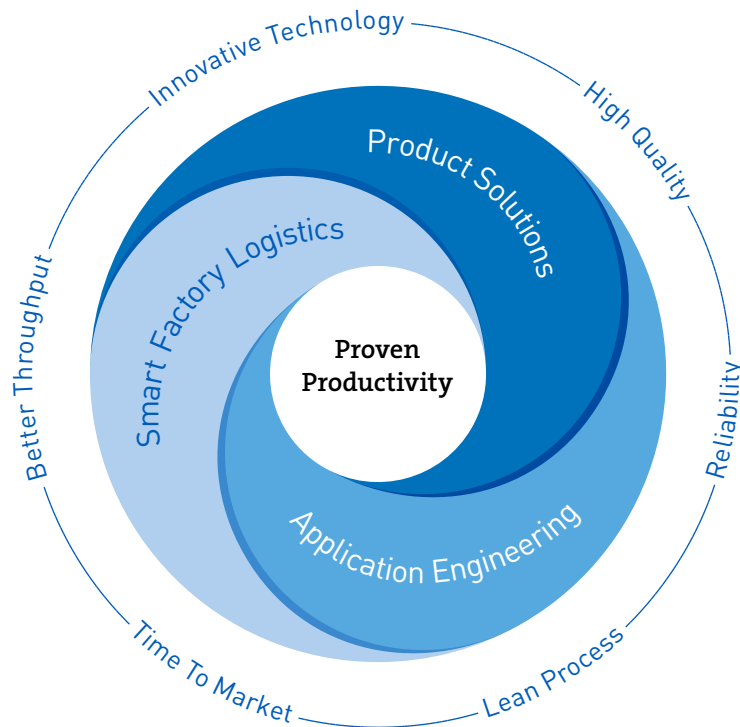 Innovative Technology
High Quality
Reliability
Lean Process
Time To Market
Better Throughput
Product Solutions
Application Engineering
Smart Factory Logistics
Proven
Productivity